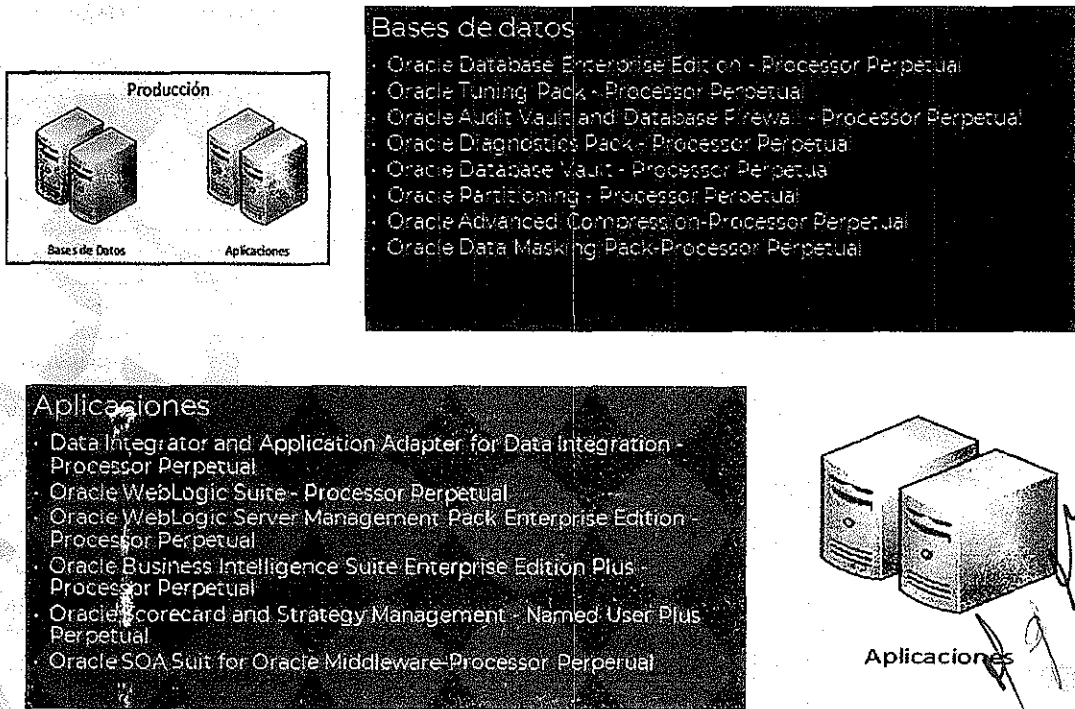 Producción
Bases de Datos
Aplicaciones
Bases de datos
• Oracle Database Enterprise Edition - Processor Perpetual
• Oracle Tuning Pack - Processor Perpetual
• Oracle Audit Vault and Database Firewall - Processor Perpetual
• Oracle Diagnostics Pack - Processor Perpetual
• Oracle Database Vault - Processor Perpetual
• Oracle Partitioning - Processor Perpetual
• Oracle Advanced Compression-Processor Perpetual
• Oracle Data Masking Pack-Processor Perpetual
Aplicaciones
• Data Integrator and Application Adapter for Data Integration -
Processor Perpetual
• Oracle WebLogic Suite - Processor Perpetual
• Oracle WebLogic Server Management Pack Enterprise Edition -
Processor Perpetual
• Oracle Business Intelligence Suite Enterprise Edition Plus -
Processor Perpetual
• Oracle Scorecard and Strategy Management - Named User Plus
Perpetual
• Oracle SOA Suit for Oracle Middleware-Processor Perperual
Aplicaciones